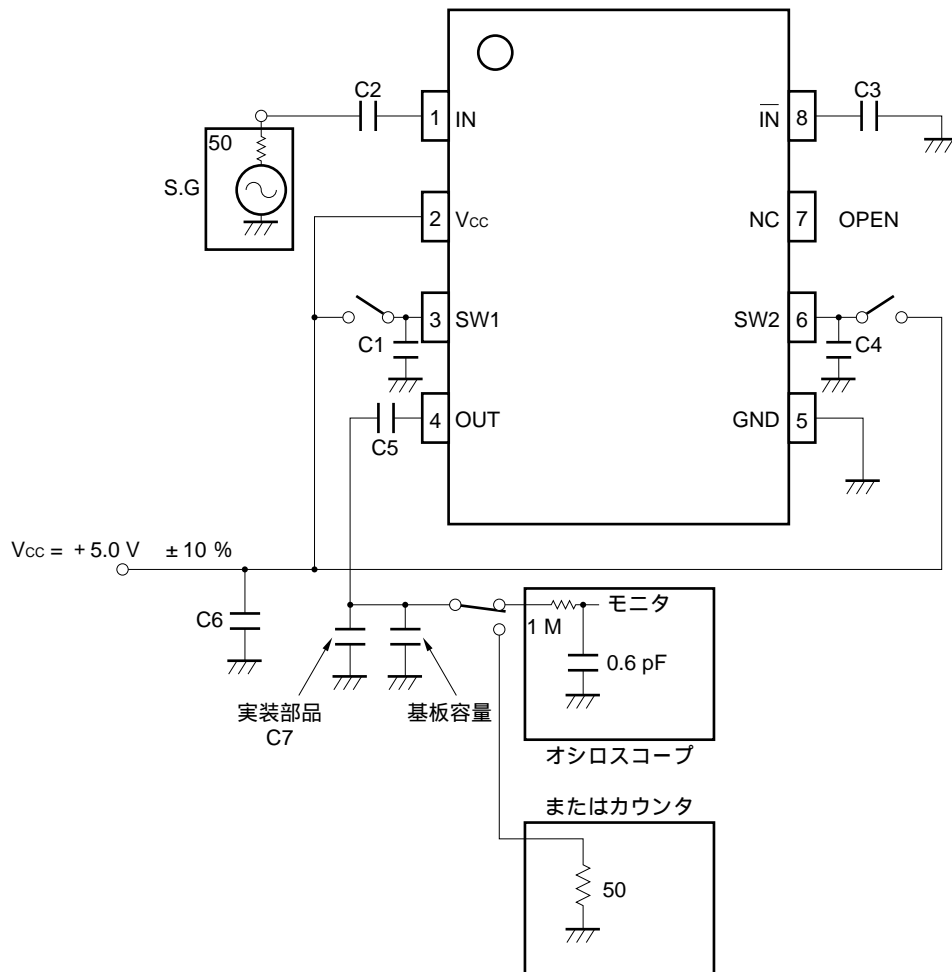 C2
C3
1 IN
IN 8
50
S.G
2 VCC
NC 7 OPEN
3 SW1
SW2 6
C1
C4
4 OUT
GND 5
C5
VCC = + 5.0 V ± 10 %
C6
モニタ
1 M
0.6 pF
実装部品
C7
基板容量
オシロスコープ
またはカウンタ
50